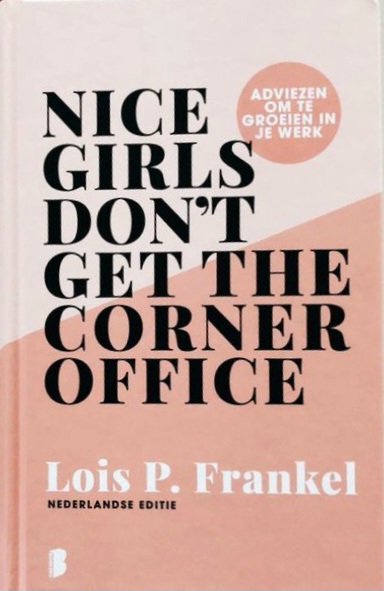 NICE
GIRLS
DON'T
GET THE
CORNER
OFFICE
ADVIEZEN
OM TE
GROEIEN IN
JE WERK
Lois P. Frankel
NEDERLANDSE EDITIE
B